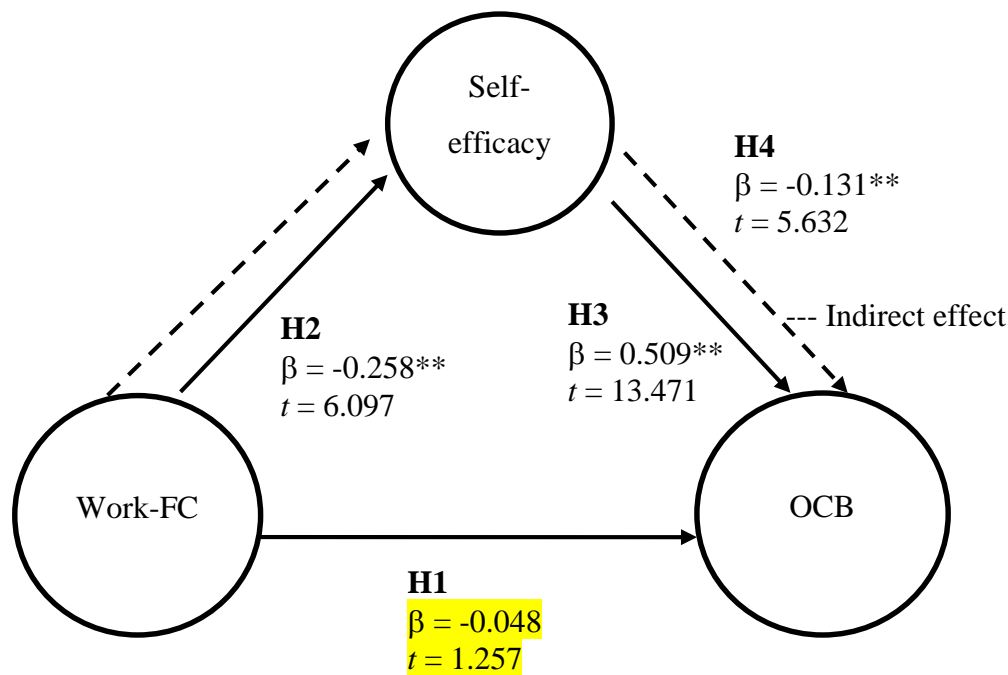 Self-
efficacy
H4
β = -0.131**
t = 5.632
--- Indirect effect
H2
β = -0.258**
t = 6.097
H3
β = 0.509**
t = 13.471
Work-FC
OCB
H1
β = -0.048
t = 1.257